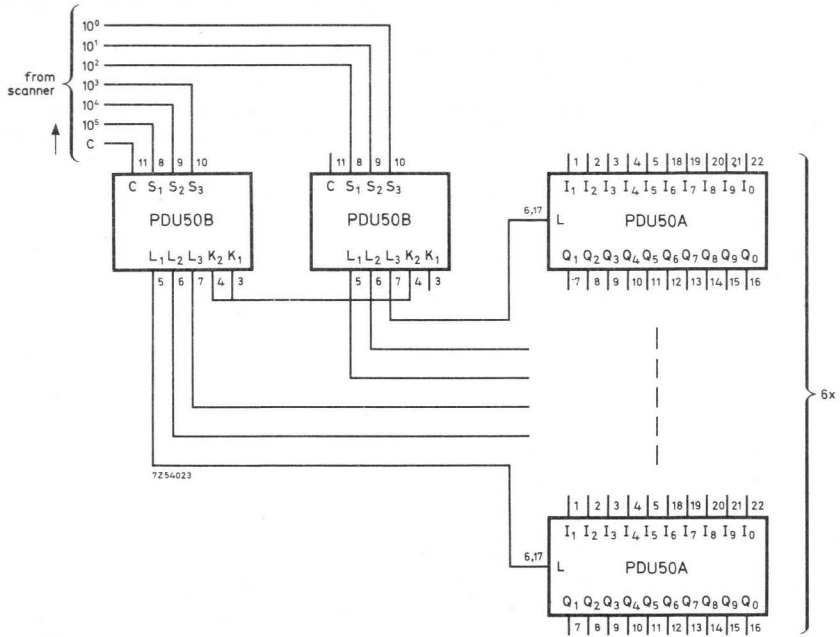 from scanner
10⁰
10¹
10²
10³
10⁴
10⁵
C
11 8 9 10
C S₁ S₂ S₃
PDU50B
L₁ L₂ L₃ K₂ K₁
5 6 7 4 3
11 8 9 10
C S₁ S₂ S₃
PDU50B
L₁ L₂ L₃ K₂ K₁
5 6 7 4 3
1 2 3 4 5 18 19 20 21 22
I₁ I₂ I₃ I₄ I₅ I₆ I₇ I₈ I₉ I₀
6,17
L
PDU50A
Q₁ Q₂ Q₃ Q₄ Q₅ Q₆ Q₇ Q₈ Q₉ Q₀
7 8 9 10 11 12 13 14 15 16
6x
7Z54023
1 2 3 4 5 18 19 20 21 22
I₁ I₂ I₃ I₄ I₅ I₆ I₇ I₈ I₉ I₀
6,17
L
PDU50A
Q₁ Q₂ Q₃ Q₄ Q₅ Q₆ Q₇ Q₈ Q₉ Q₀
7 8 9 10 11 12 13 14 15 16